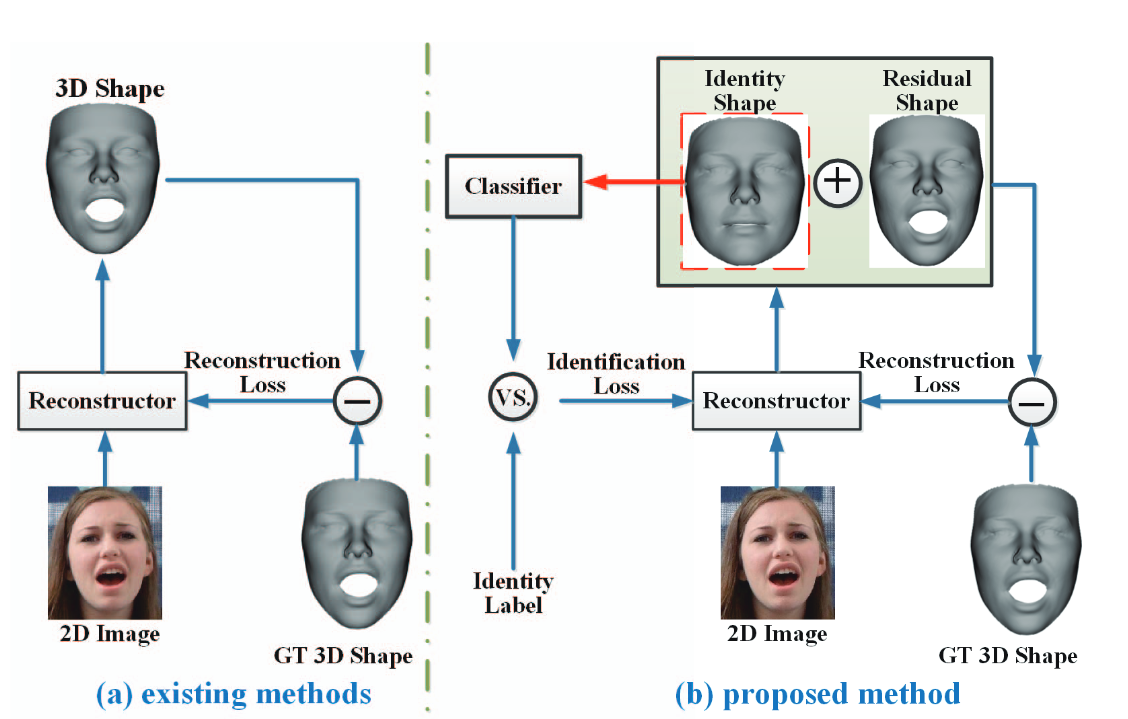 3D Shape
Reconstruction
Loss
Reconstructor
2D Image
GT 3D Shape
(a) existing methods
Identity
Shape
Residual
Shape
Classifier
+
VS.
Identification
Loss
Reconstructor
Reconstruction
Loss
Identity
Label
2D Image
GT 3D Shape
(b) proposed method